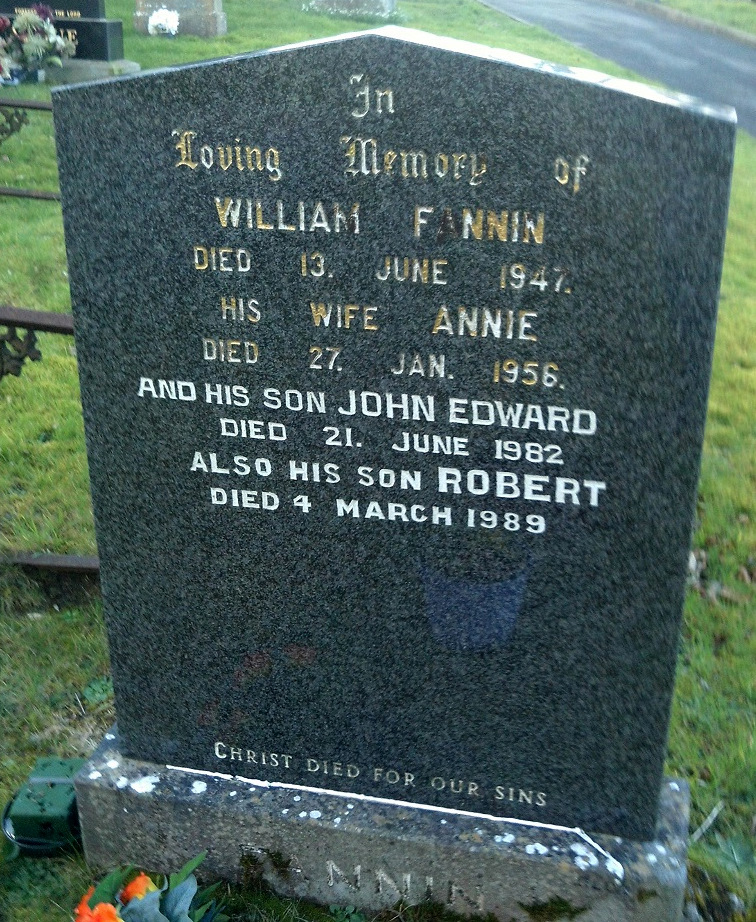 In
Loving Memory of
WILLIAM FANNIN
DIED 13. JUNE 1947.
HIS WIFE ANNIE
DIED 27. JAN. 1956.
AND HIS SON JOHN EDWARD
DIED 21. JUNE 1982
ALSO HIS SON ROBERT
DIED 4 MARCH 1989
CHRIST DIED FOR OUR SINS
FANNIN